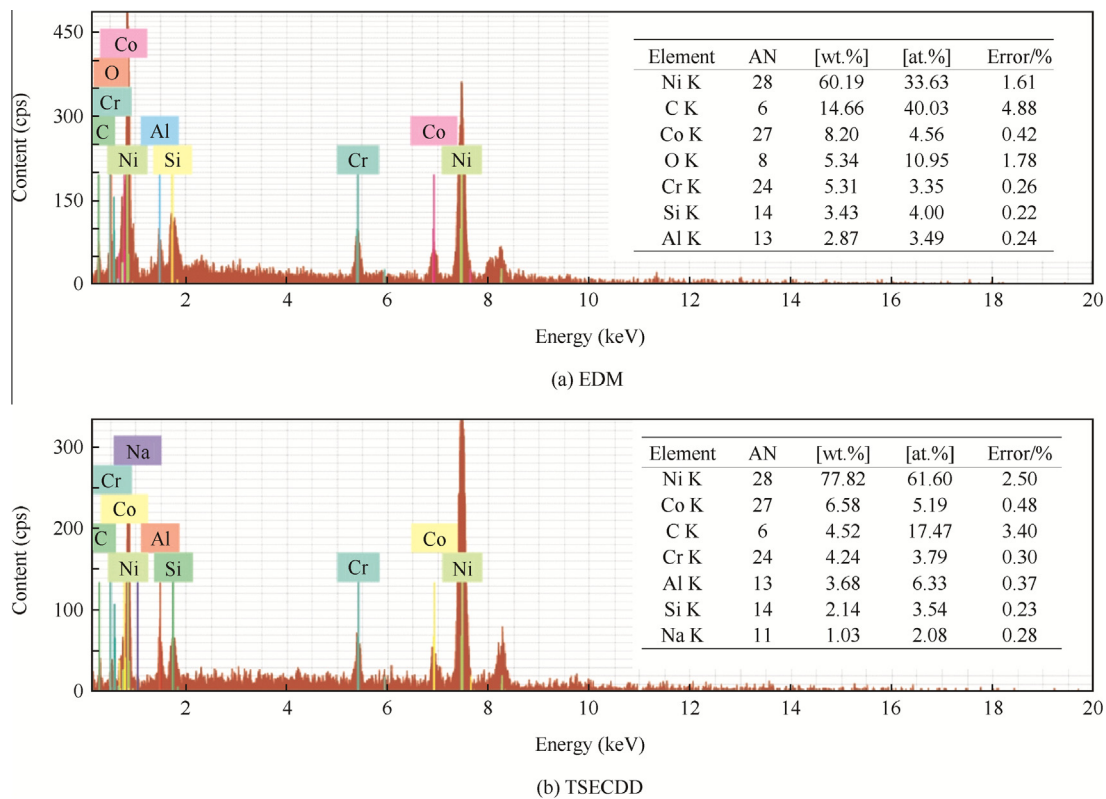 450
300
150
0
Content (cps)
Co
O
Cr
C
Al
Ni
Si
Cr
Co
Ni
Element AN [wt.%] [at.%] Error/%
Ni K 28 60.19 33.63 1.61
C K 6 14.66 40.03 4.88
Co K 27 8.20 4.56 0.42
O K 8 5.34 10.95 1.78
Cr K 24 5.31 3.35 0.26
Si K 14 3.43 4.00 0.22
Al K 13 2.87 3.49 0.24
2 4 6 8 10 12 14 16 18 20
Energy (keV)
(a) EDM
300
200
100
0
Content (cps)
Na
Cr
Co
C
Al
Ni
Si
Cr
Co
Ni
Element AN [wt.%] [at.%] Error/%
Ni K 28 77.82 61.60 2.50
Co K 27 6.58 5.19 0.48
C K 6 4.52 17.47 3.40
Cr K 24 4.24 3.79 0.30
Al K 13 3.68 6.33 0.37
Si K 14 2.14 3.54 0.23
Na K 11 1.03 2.08 0.28
2 4 6 8 10 12 14 16 18 20
Energy (keV)
(b) TSECDD